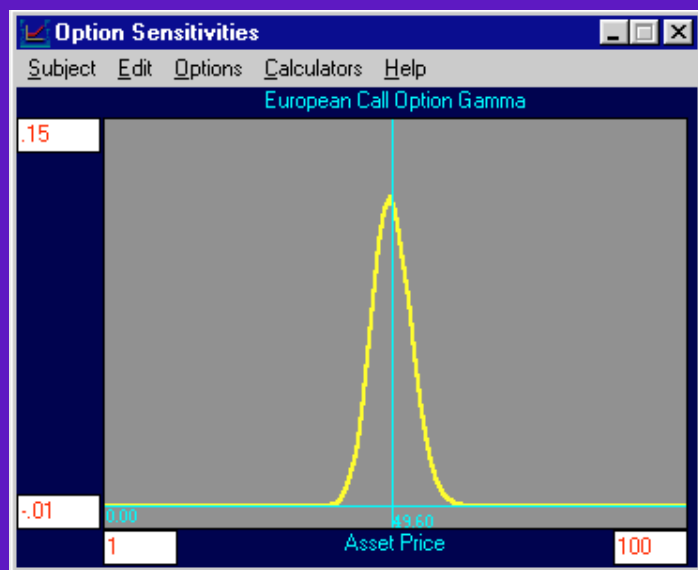 Option Sensitivities
Subject Edit Options Calculators Help
European Call Option Gamma
.15
-.01
0.00
49.60
1
Asset Price
100